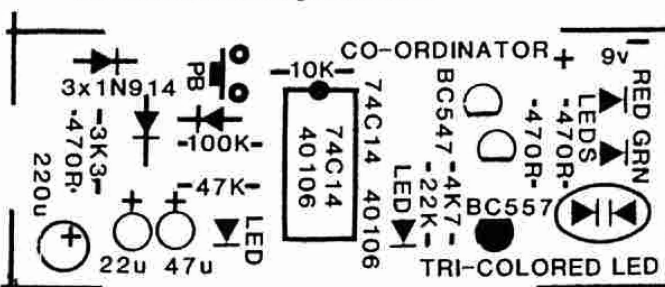 CO-ORDINATOR + 9v -
3x1N914
PB
-10K-
-3K3-
-470R-
-100K-
-47K-
220u
22u
47u
LED
74C14
40106
74C14 40106
LED
BC547
-4K7-
-22K-
BC557
-470R-
-470R-
LEDS
RED
GRN
TRI-COLORED LED